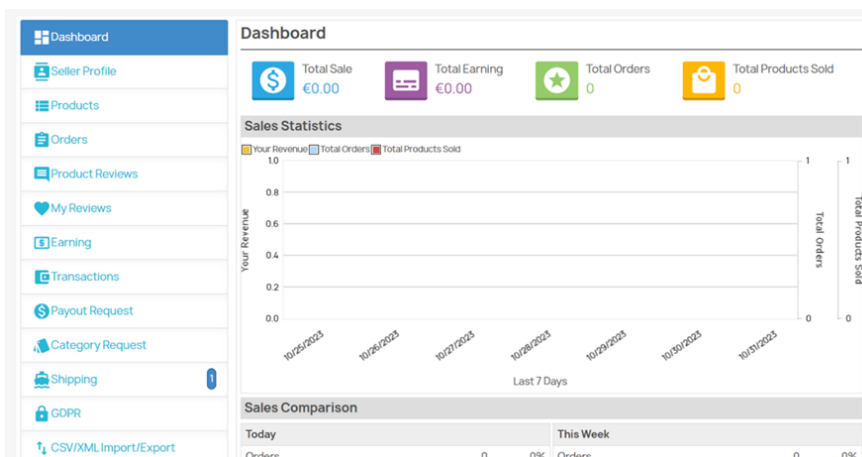 Dashboard
Seller Profile
Products
Orders
Product Reviews
My Reviews
Earning
Transactions
Payout Request
Category Request
Shipping
1
GDPR
CSV/XML Import/Export
Dashboard
Total Sale
€0.00
Total Earning
€0.00
Total Orders
0
Total Products Sold
0
Sales Statistics
Your Revenue Total Orders Total Products Sold
1.0
0.8
0.6
0.4
0.2
0.0
Your Revenue
1
0
Total Orders
1
0
Total Products Sold
10/25/2023 10/26/2023 10/27/2023 10/28/2023 10/29/2023 10/30/2023 10/31/2023
Last 7 Days
Sales Comparison
Today This Week
Orders 0 0% Orders 0 0%